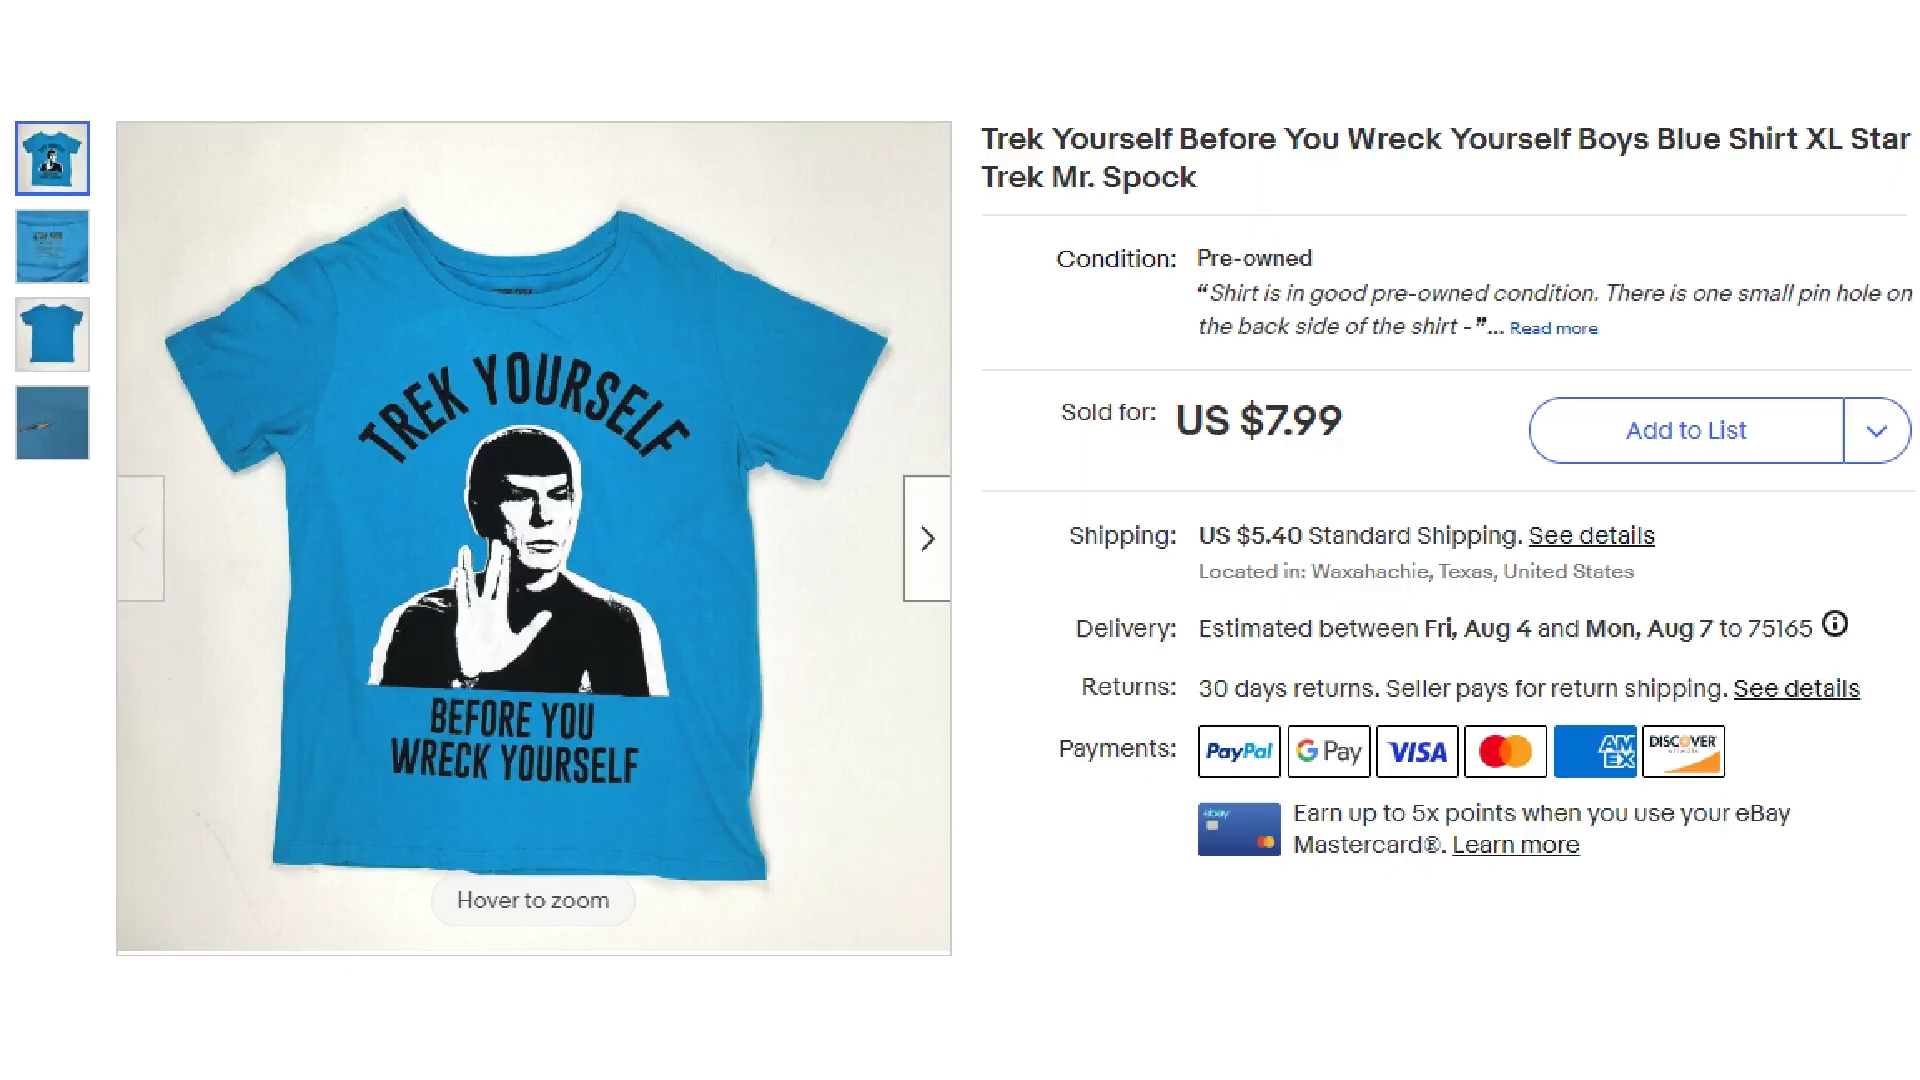 Trek Yourself Before You Wreck Yourself Boys Blue Shirt XL Star
Trek Mr. Spock
TREK YOURSELF
BEFORE YOU
WRECK YOURSELF
Hover to zoom
Condition: Pre-owned
“Shirt is in good pre-owned condition. There is one small pin hole on
the back side of the shirt -”... Read more
Sold for: US $7.99
Add to List
Shipping: US $5.40 Standard Shipping. See details
Located in: Waxahachie, Texas, United States
Delivery: Estimated between Fri, Aug 4 and Mon, Aug 7 to 75165
Returns: 30 days returns. Seller pays for return shipping. See details
Payments: PayPal G Pay VISA AM EX DISCOVER
ebay
Earn up to 5x points when you use your eBay
Mastercard®. Learn more